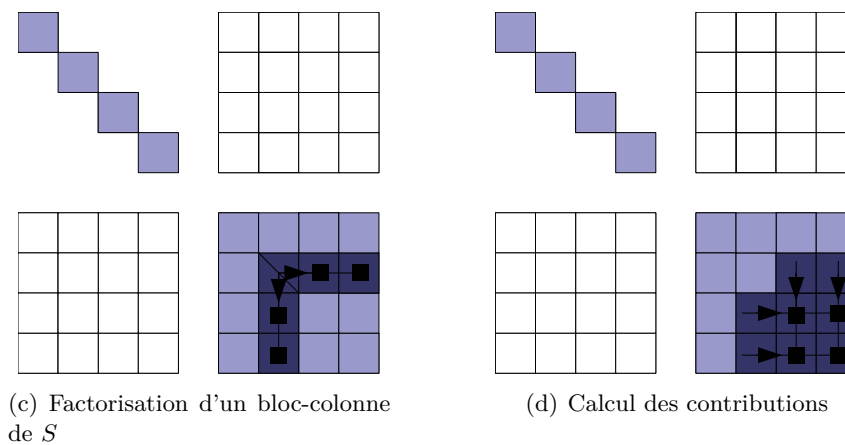 (c) Factorisation d'un bloc-colonne
de S
(d) Calcul des contributions